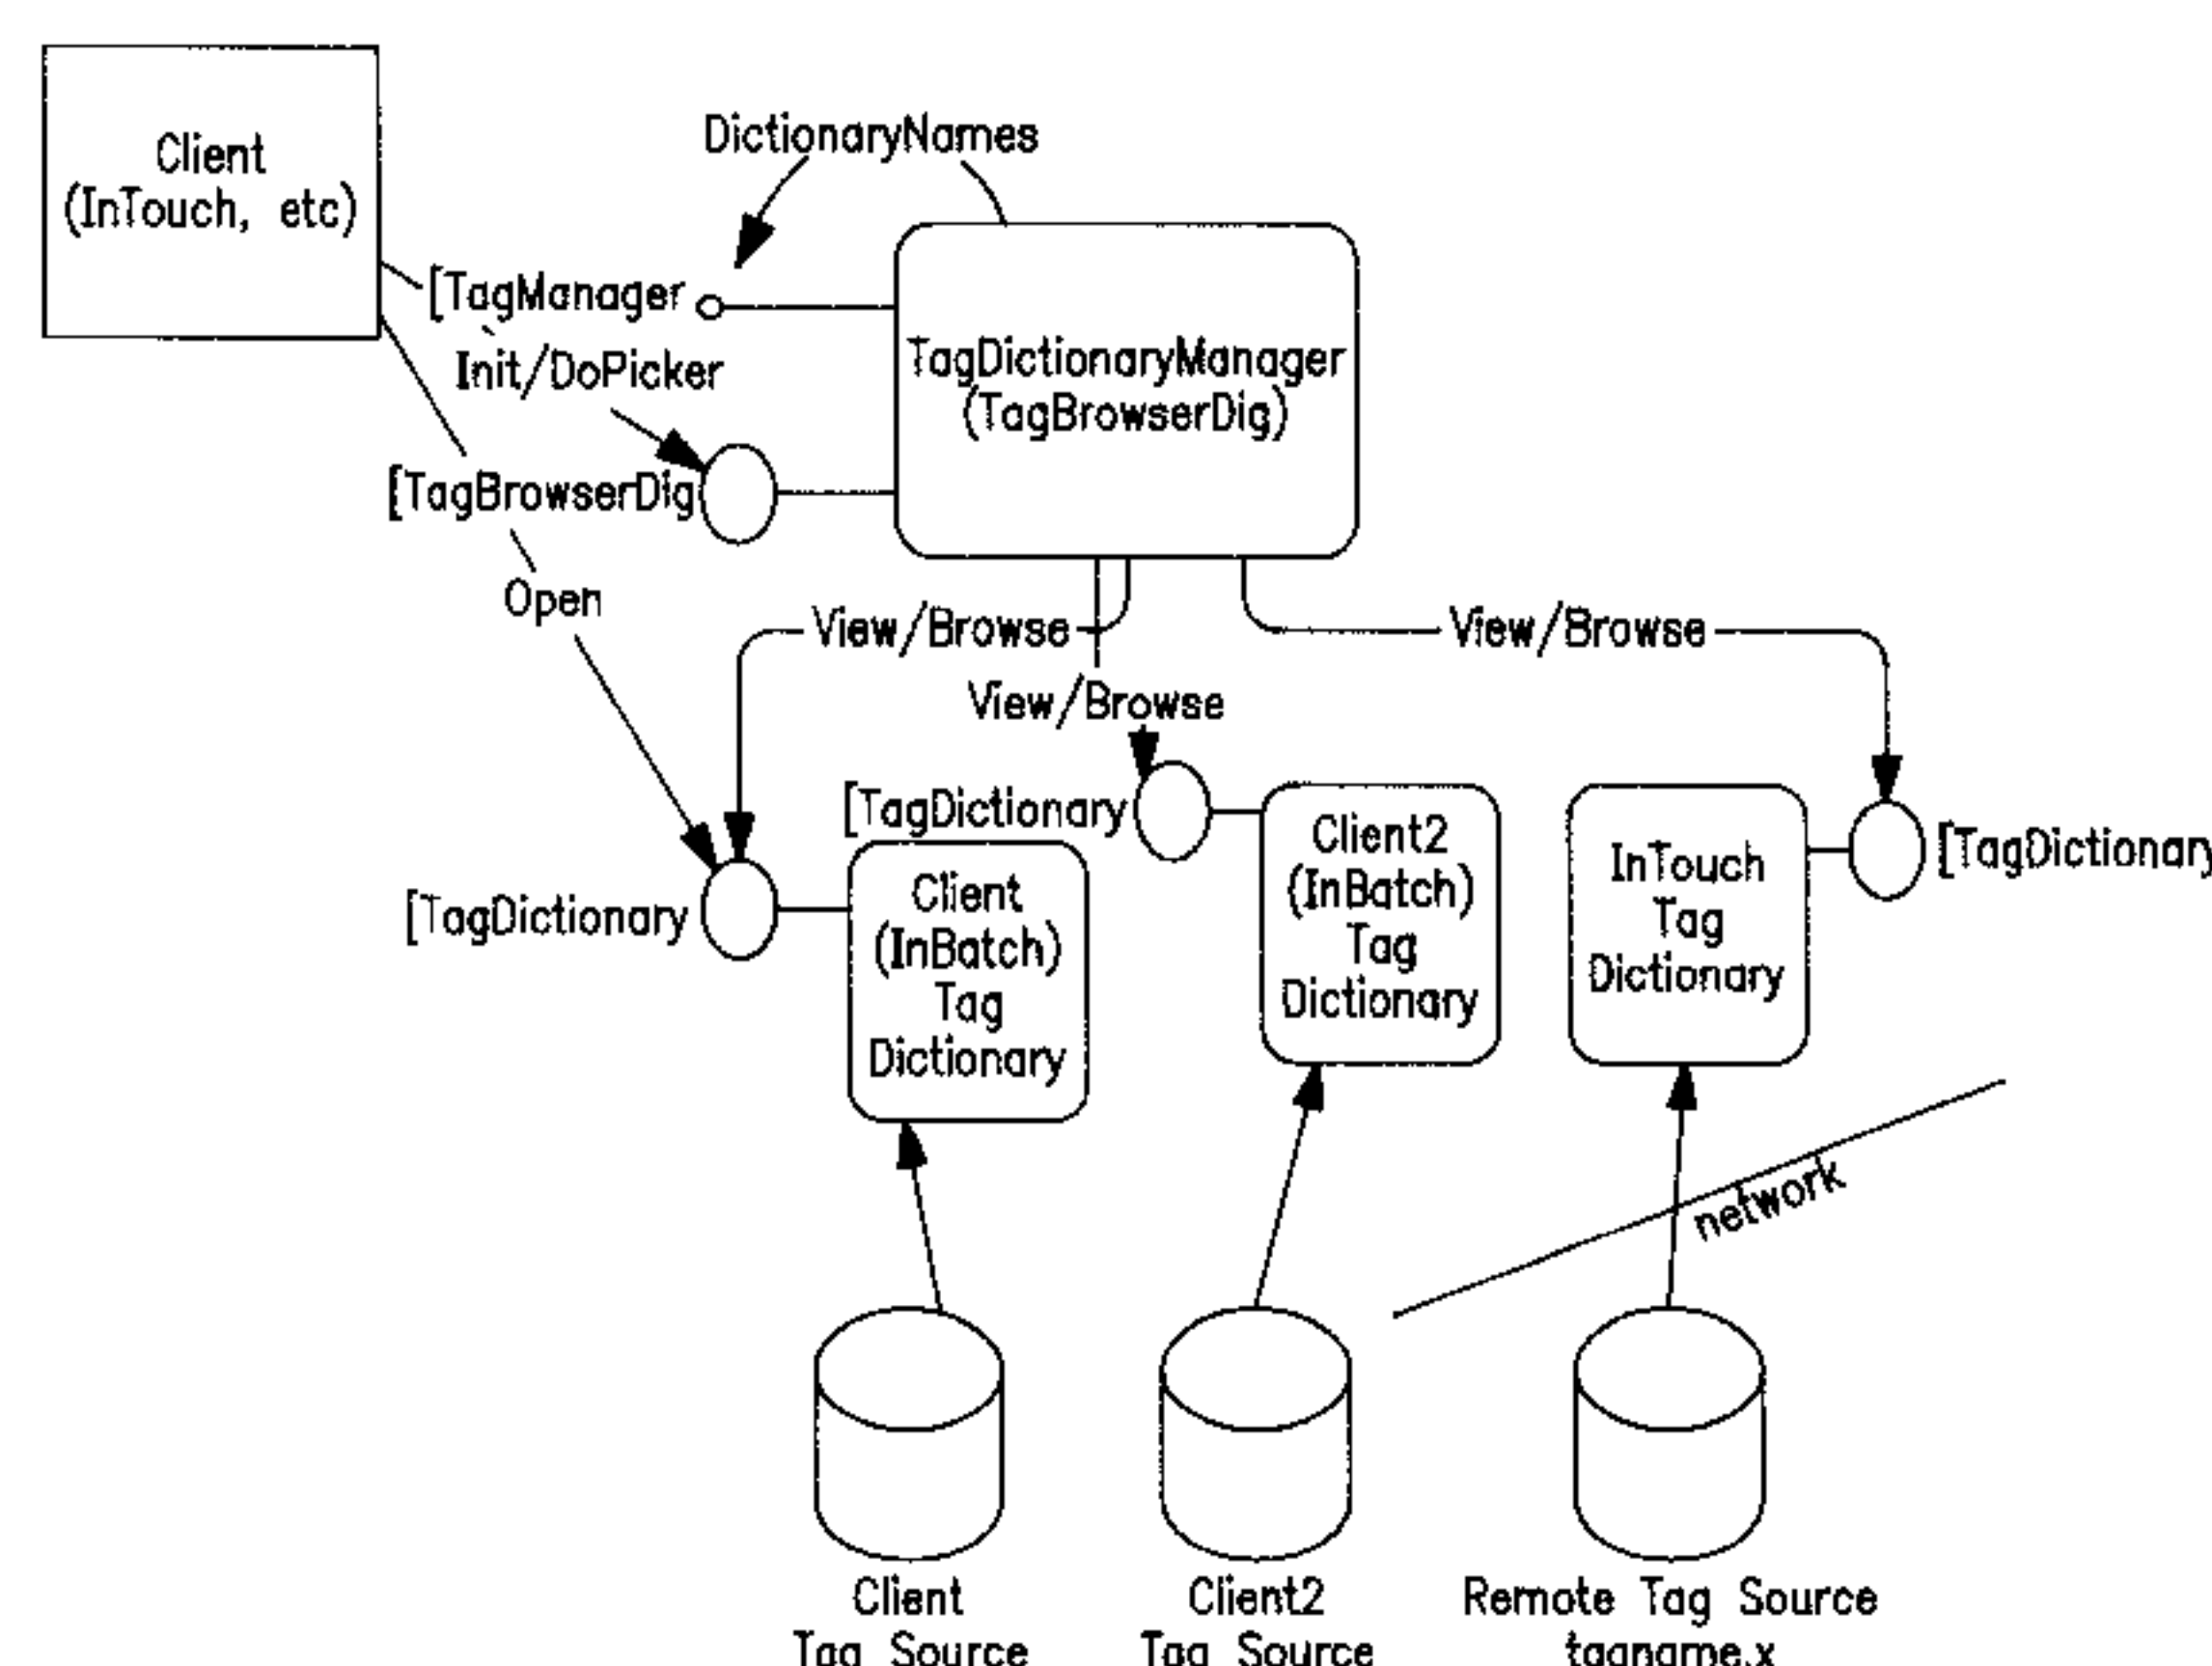 Client
(InTouch, etc)
DictionaryNames
[TagManager
Init/DoPicker
TagDictionaryManager
(TagBrowserDig)
[TagBrowserDig
Open
View/Browse
View/Browse
View/Browse
[TagDictionary
Client2
(InBatch)
Tag
Dictionary
InTouch
Tag
Dictionary
[TagDictionary
[TagDictionary
Client
(InBatch)
Tag
Dictionary
network
Client
Tag Source
Client2
Tag Source
Remote Tag Source
tagname.x